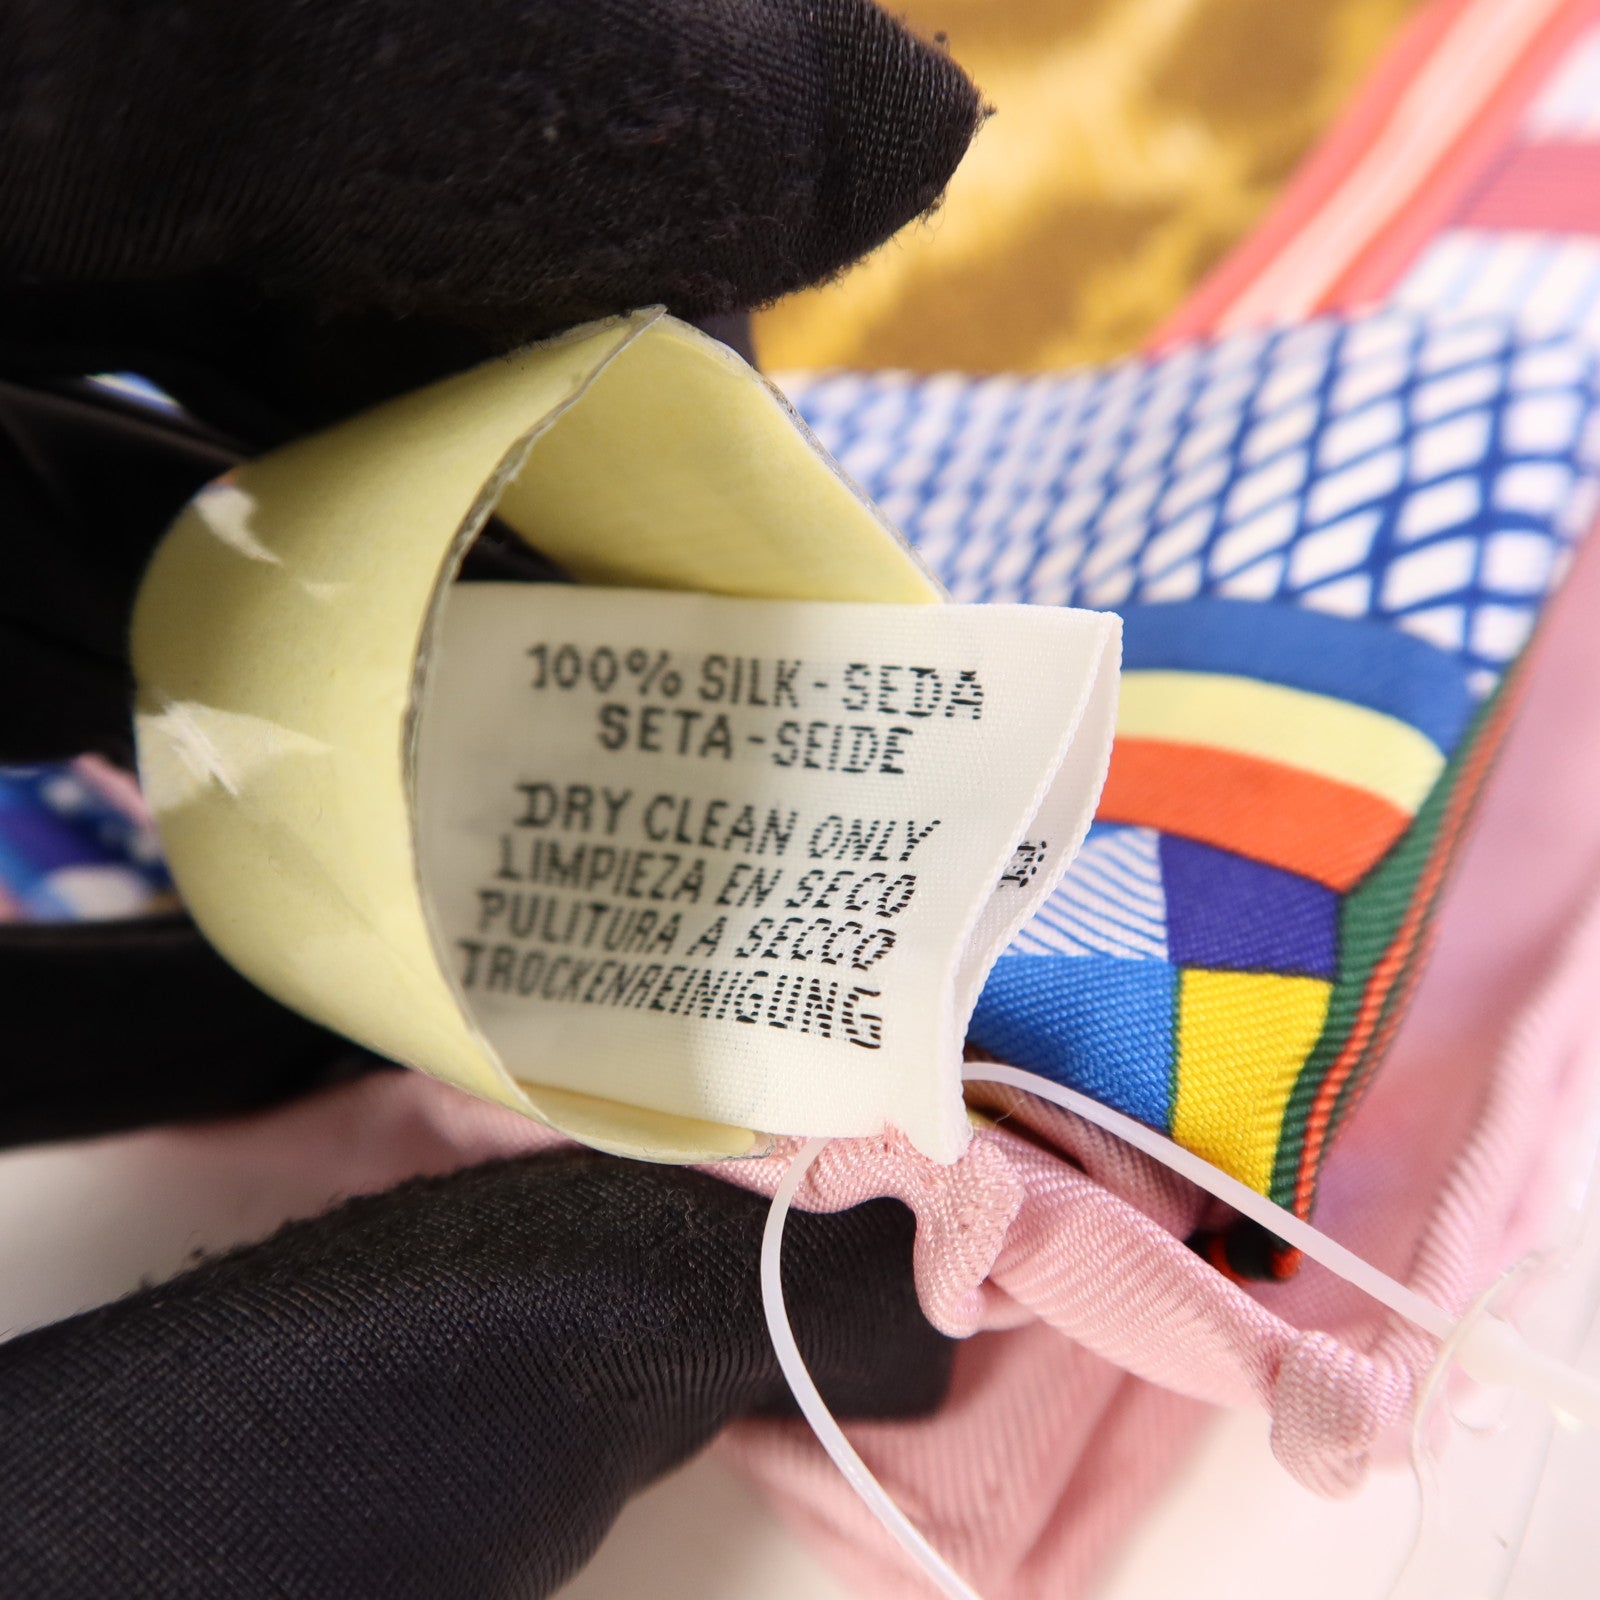 100% SILK - SEDA
SETA - SEIDE
DRY CLEAN ONLY
LIMPIEZA EN SECO
PULITURA A SECCO
TROCKENREINIGUNG